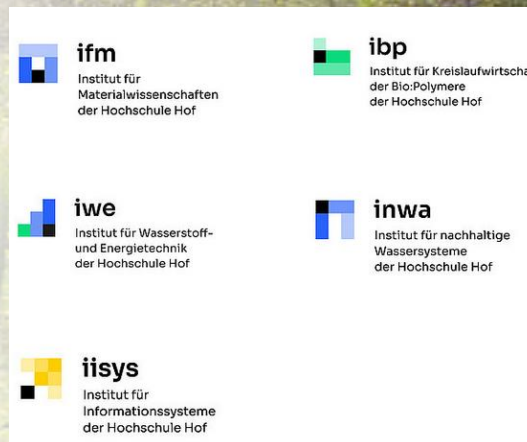 ifm
Institut für
Materialwissenschaften
der Hochschule Hof
ibp
Institut für
der Bio:Polymere
der Hochschule Hof
iwe
Institut für Wasserstoff-
und Energietechnik
der Hochschule Hof
inwa
Institut für nachhaltige
Wassersysteme
der Hochschule Hof
iisys
Institut für
Informationssysteme
der Hochschule Hof